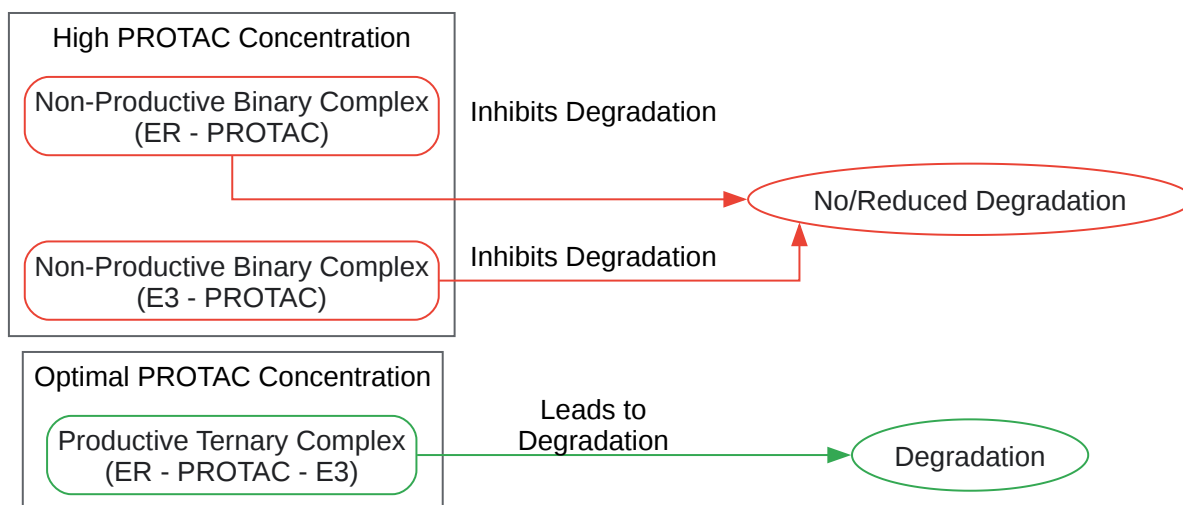 High PROTAC Concentration
Non-Productive Binary Complex
(ER - PROTAC)
Inhibits Degradation
No/Reduced Degradation
Non-Productive Binary Complex
(E3 - PROTAC)
Inhibits Degradation
Optimal PROTAC Concentration
Productive Ternary Complex
(ER - PROTAC - E3)
Leads to
Degradation
Degradation